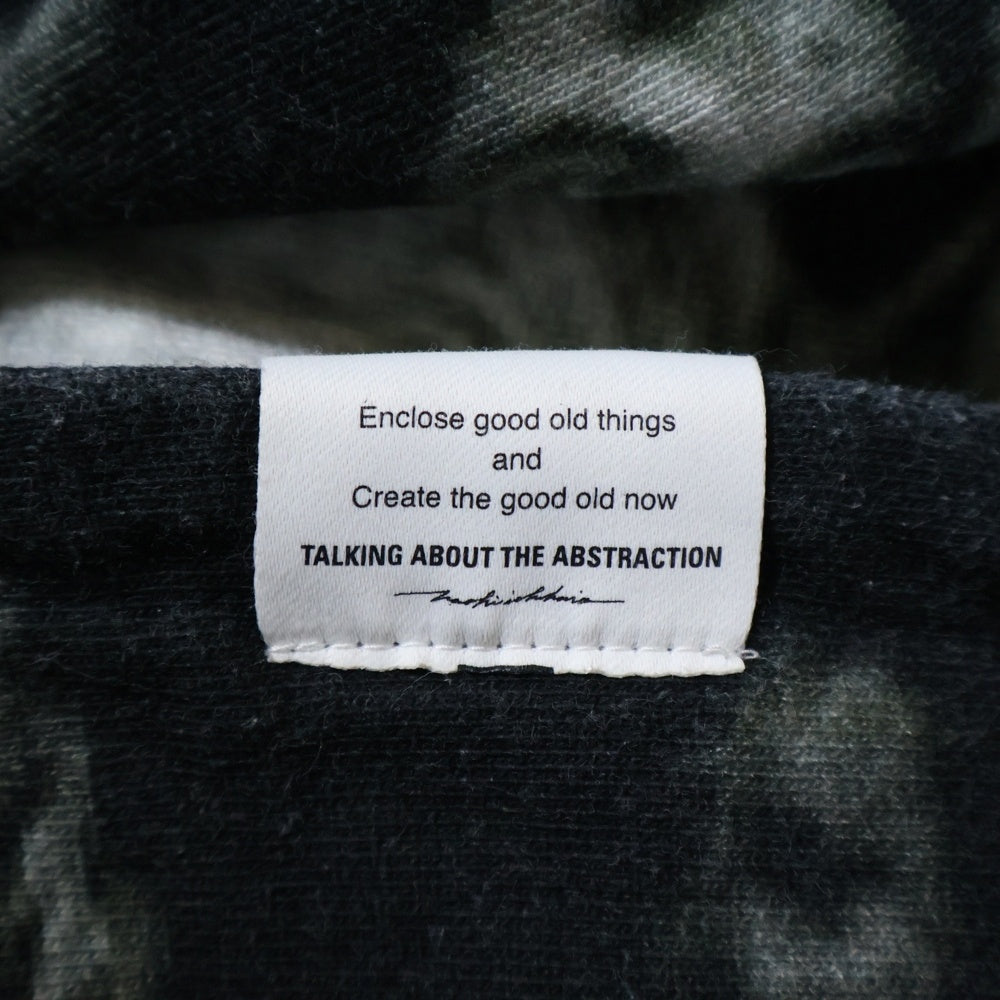 Enclose good old things
and
Create the good old now
TALKING ABOUT THE ABSTRACTION